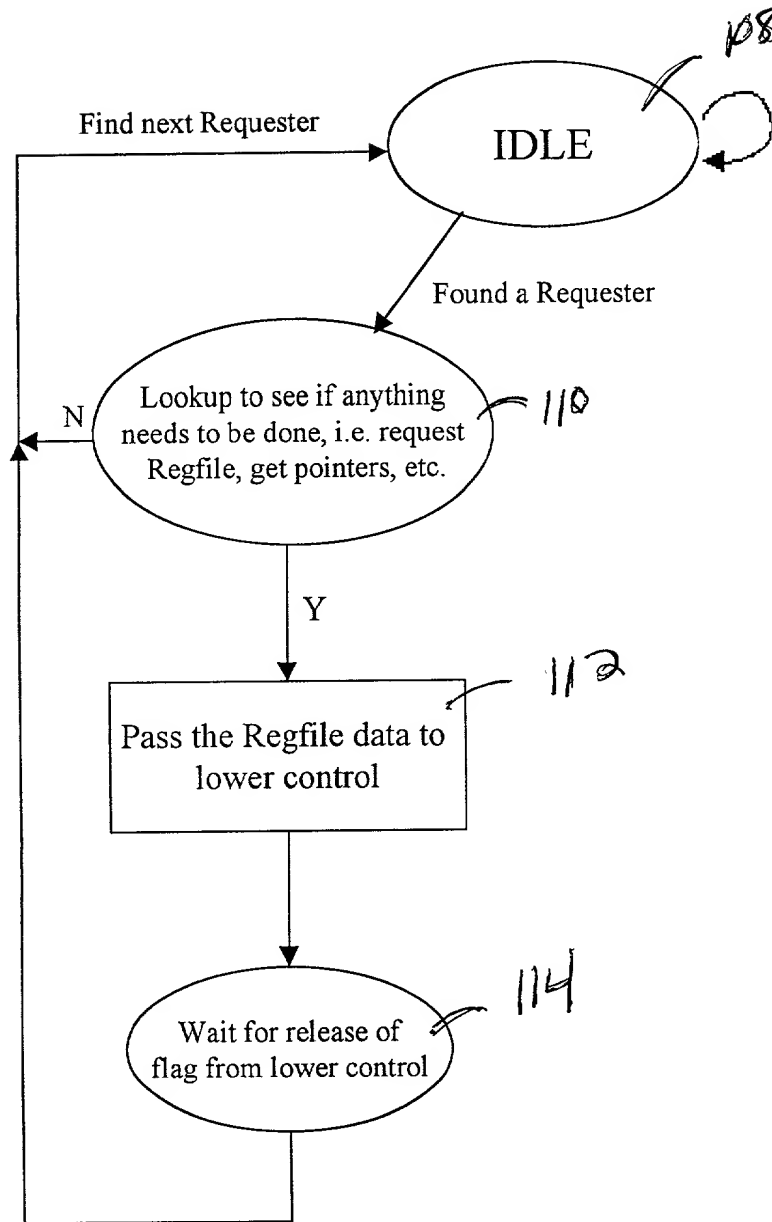 108
Find next Requester
IDLE
Found a Requester
N
Lookup to see if anything
needs to be done, i.e. request
Regfile, get pointers, etc.
110
Y
112
Pass the Regfile data to
lower control
114
Wait for release of
flag from lower control